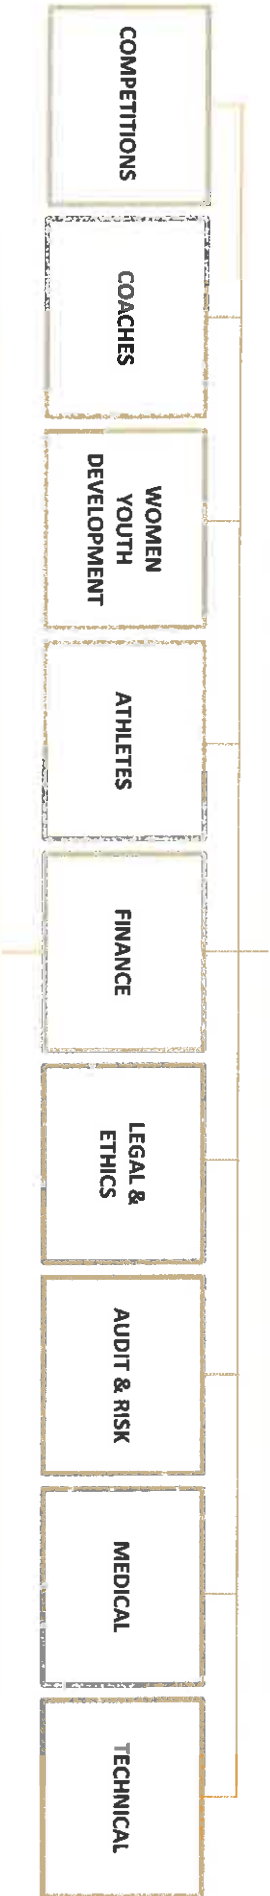 COMPETITIONS
COACHES
WOMEN
YOUTH
DEVELOPMENT
ATHLETES
FINANCE
LEGAL &
ETHICS
AUDIT & RISK
MEDICAL
TECHNICAL